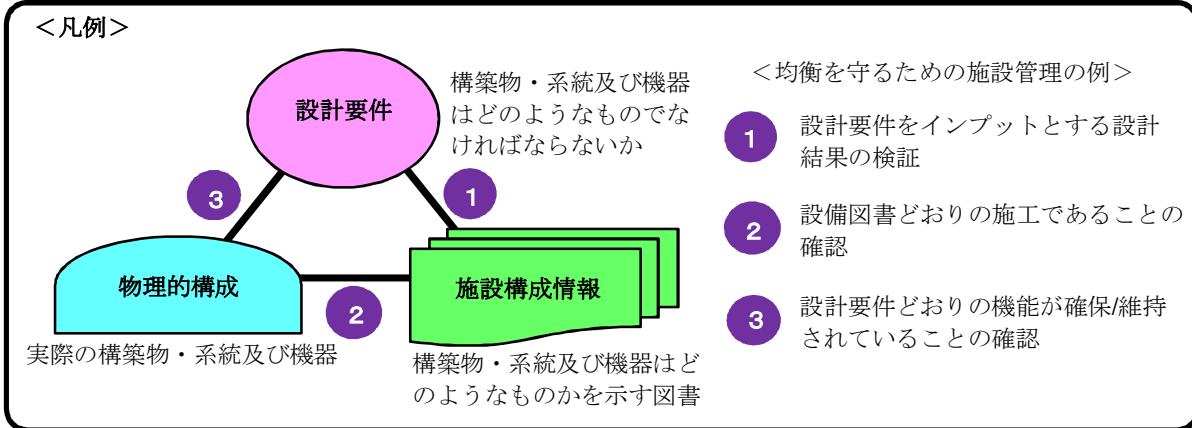 ＜凡例＞
設計要件
構築物・系統及び機器
はどのようなものでな
ければならないか
3
1
物理的構成
2
施設構成情報
実際の構築物・系統及び機器
構築物・系統及び機器はど
のようなものかを示す図書
＜均衡を守るための施設管理の例＞
1
設計要件をインプットとする設計
結果の検証
2
設備図書どおりの施工であることの
確認
3
設計要件どおりの機能が確保/維持
されていることの確認